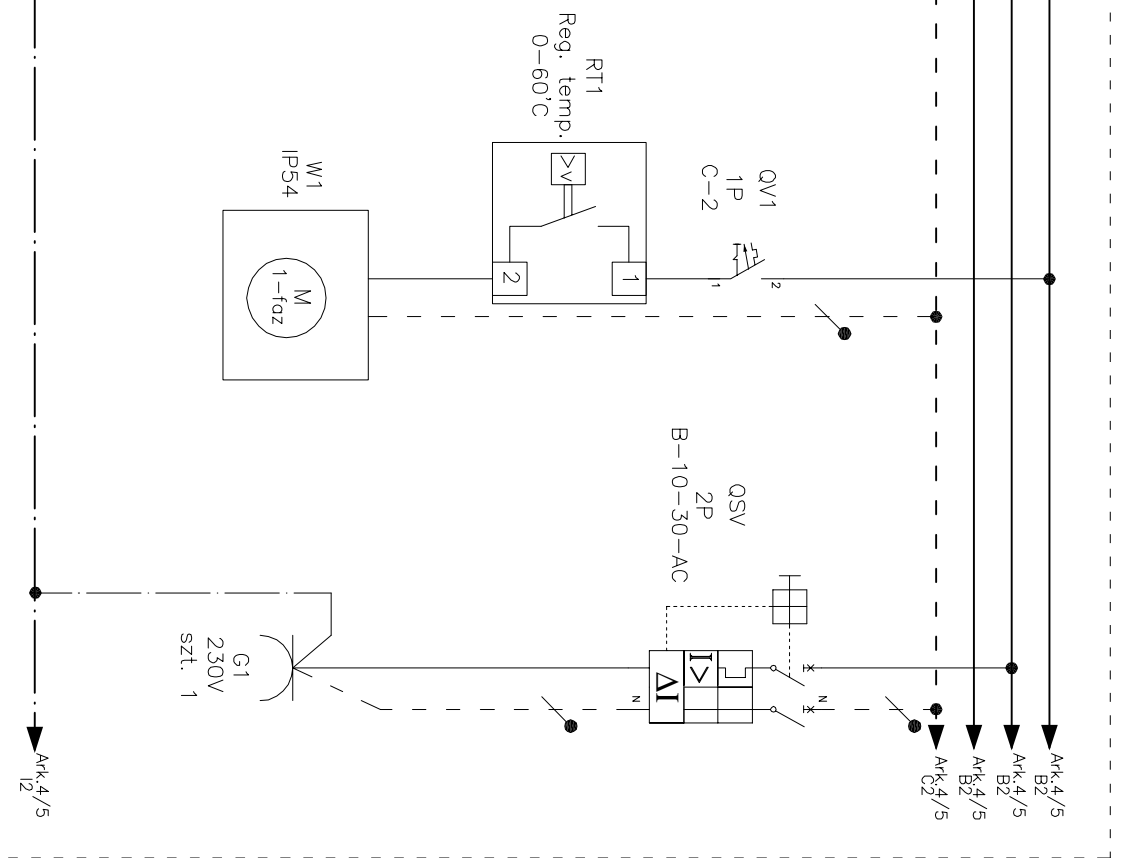 RT1
Reg. temp.
0-60'C
W1
IP54
M
1-faz
>v
1
2
QV1
1P
C-2
1
2
QSV
2P
B-10-30-AC
I>
ΔI
N
N
G1
230V
szt. 1
Ark.4/5
B2
Ark.4/5
B2
Ark.4/5
B2
Ark.4/5
C2
Ark.4/5
I2